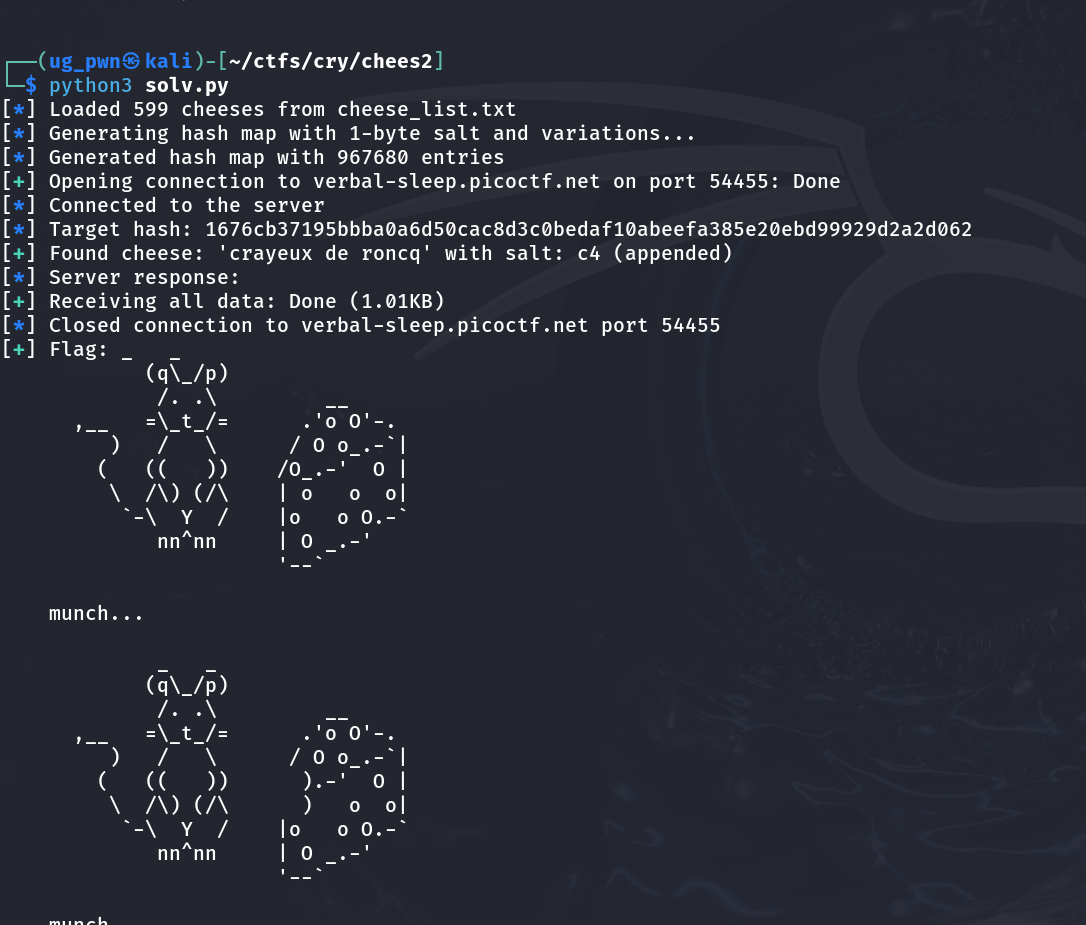 ┌──(ug_pwn㉿kali)-[~/ctfs/cry/chees2]
└─$ python3 solv.py
[*] Loaded 599 cheeses from cheese_list.txt
[*] Generating hash map with 1-byte salt and variations...
[*] Generated hash map with 967680 entries
[+] Opening connection to verbal-sleep.picoctf.net on port 54455: Done
[*] Connected to the server
[*] Target hash: 1676cb37195bbba0a6d50cac8d3c0bedaf10abeefa385e20ebd99929d2a2d062
[+] Found cheese: 'crayeux de roncq' with salt: c4 (appended)
[*] Server response:
[+] Receiving all data: Done (1.01KB)
[*] Closed connection to verbal-sleep.picoctf.net port 54455
[+] Flag: _   _
            (q\_/p)
             /. .\         __
      ,__   =\_t_/=      .'o O'-.
         )   /   \      / O o_.-`|
        (   ((   ))    /O_.-'  O |
         \  /\) (/\    | o   o  o|
          `-\  Y  /    |o   o O.-`
             nn^nn     | O _.-'
                       '--`
    munch...
             _   _
            (q\_/p)
             /. .\         __
      ,__   =\_t_/=      .'o O'-.
         )   /   \      / O o_.-`|
        (   ((   ))      ).-'  O |
         \  /\) (/\      )   o  o|
          `-\  Y  /    |o   o O.-`
             nn^nn     | O _.-'
                       '--`
    munch